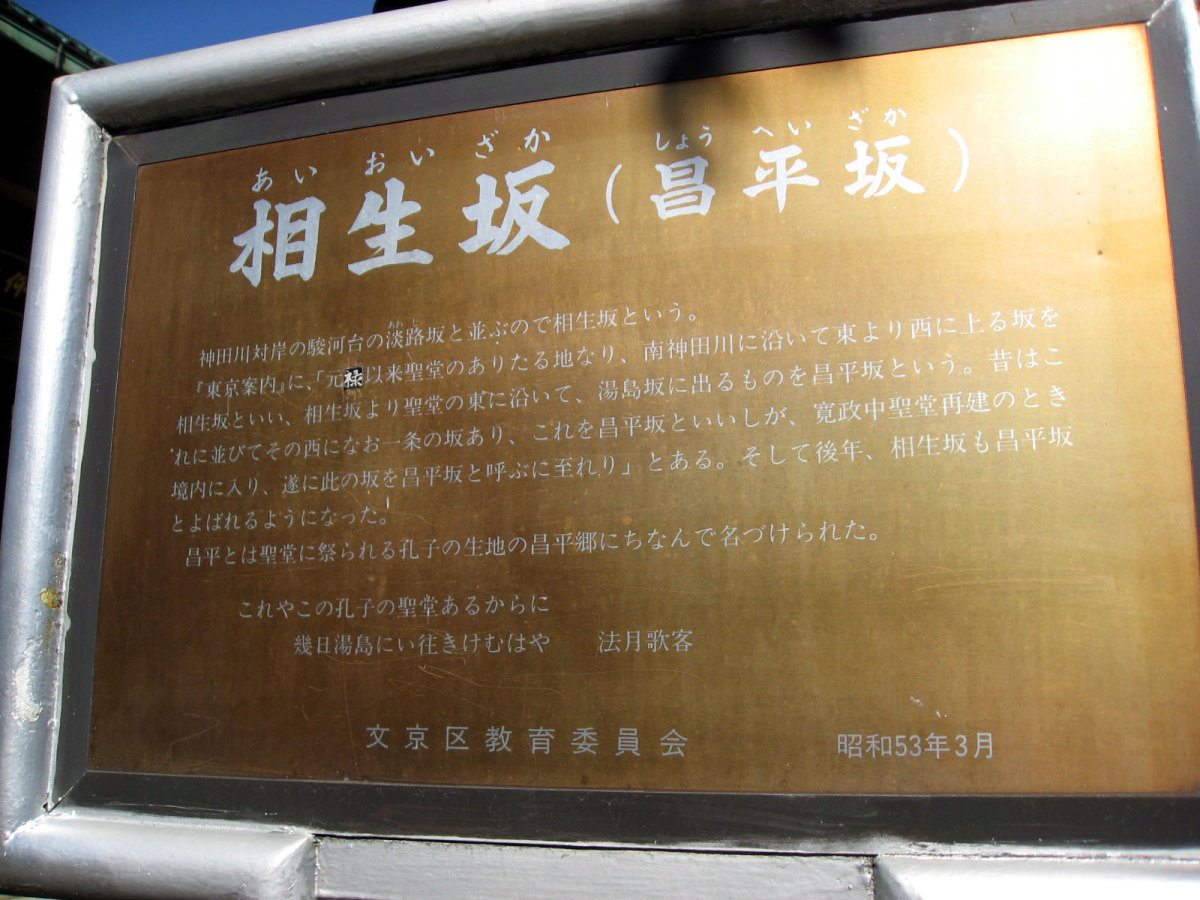 あいおいざか しょうへいざか
相生坂(昌平坂)
神田川対岸の駿河台の淡路坂と並ぶので相生坂という。
『東京案内』に、「元禄以来聖堂のありたる地なり、南神田川に沿いて東より西に上る坂を
相生坂といい、相生坂より聖堂の東に沿いて、湯島坂に出るものを昌平坂という。昔はこ
れに並びてその西になお一条の坂あり、これを昌平坂といいしが、寛政中聖堂再建のとき
境内に入り、遂に此の坂を昌平坂と呼ぶに至れり」とある。そして後年、相生坂も昌平坂
とよばれるようになった。
昌平とは聖堂に祭られる孔子の生地の昌平郷にちなんで名づけられた。
これやこの孔子の聖堂あるからに
幾日湯島にい往きけむはや 法月歌客
文京区教育委員会 昭和53年3月